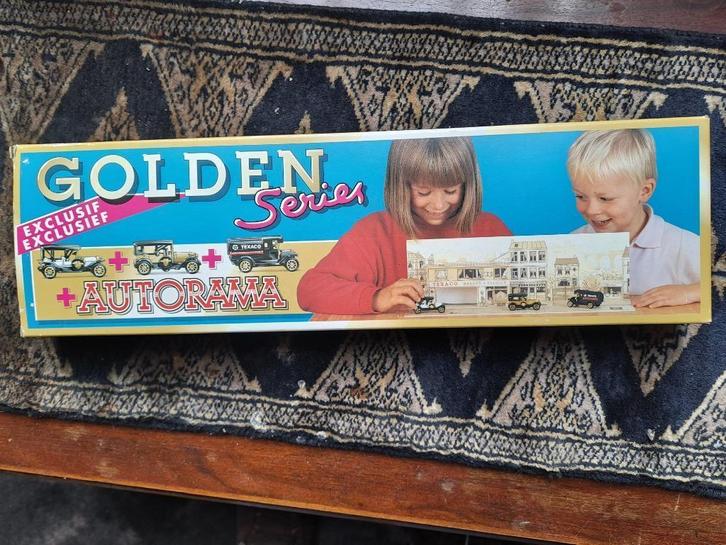 GOLDEN
Series
EXCLUSIF
EXCLUSIEF
+ + TEXACO
+ AUTORAMA
TEXACO